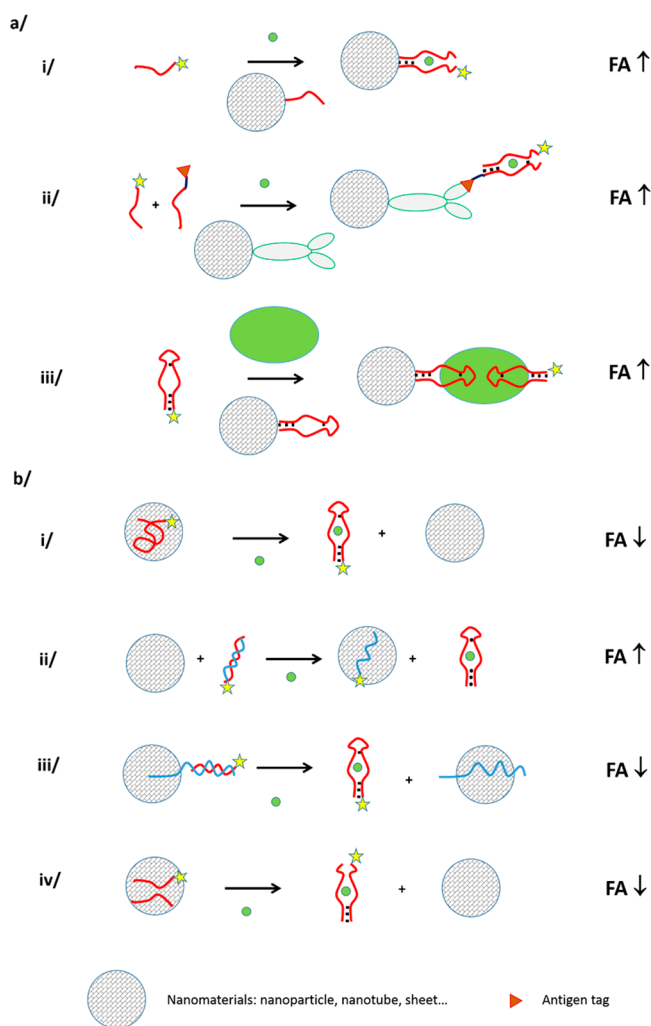 a/
i/
FA ↑
ii/
+
FA ↑
iii/
FA ↑
b/
i/
+
FA ↓
ii/
+
+
FA ↑
iii/
+
FA ↓
iv/
+
FA ↓
Nanomaterials: nanoparticle, nanotube, sheet...
Antigen tag